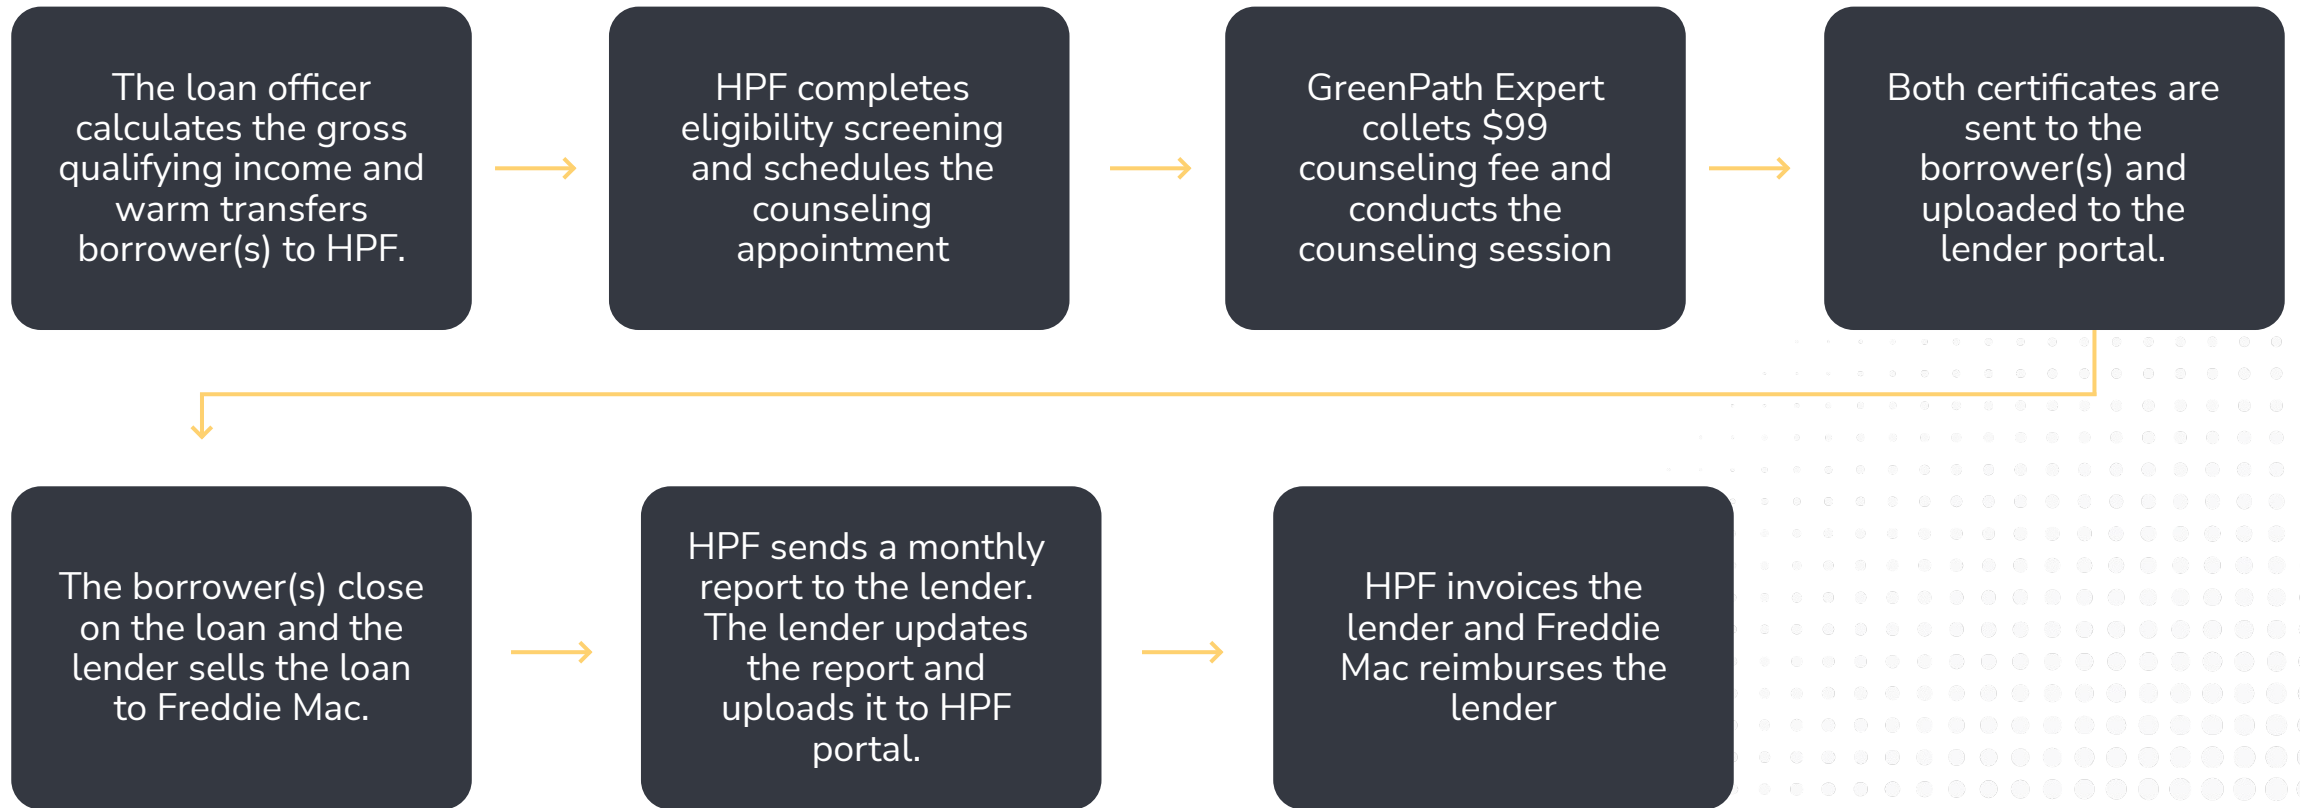 The loan officer
calculates the gross
qualifying income and
warm transfers
borrower(s) to HPF.
HPF completes
eligibility screening
and schedules the
counseling
appointment
GreenPath Expert
collets $99
counseling fee and
conducts the
counseling session
Both certificates are
sent to the
borrower(s) and
uploaded to the
lender portal.
The borrower(s) close
on the loan and the
lender sells the loan
to Freddie Mac.
HPF sends a monthly
report to the lender.
The lender updates
the report and
uploads it to HPF
portal.
HPF invoices the
lender and Freddie
Mac reimburses the
lender